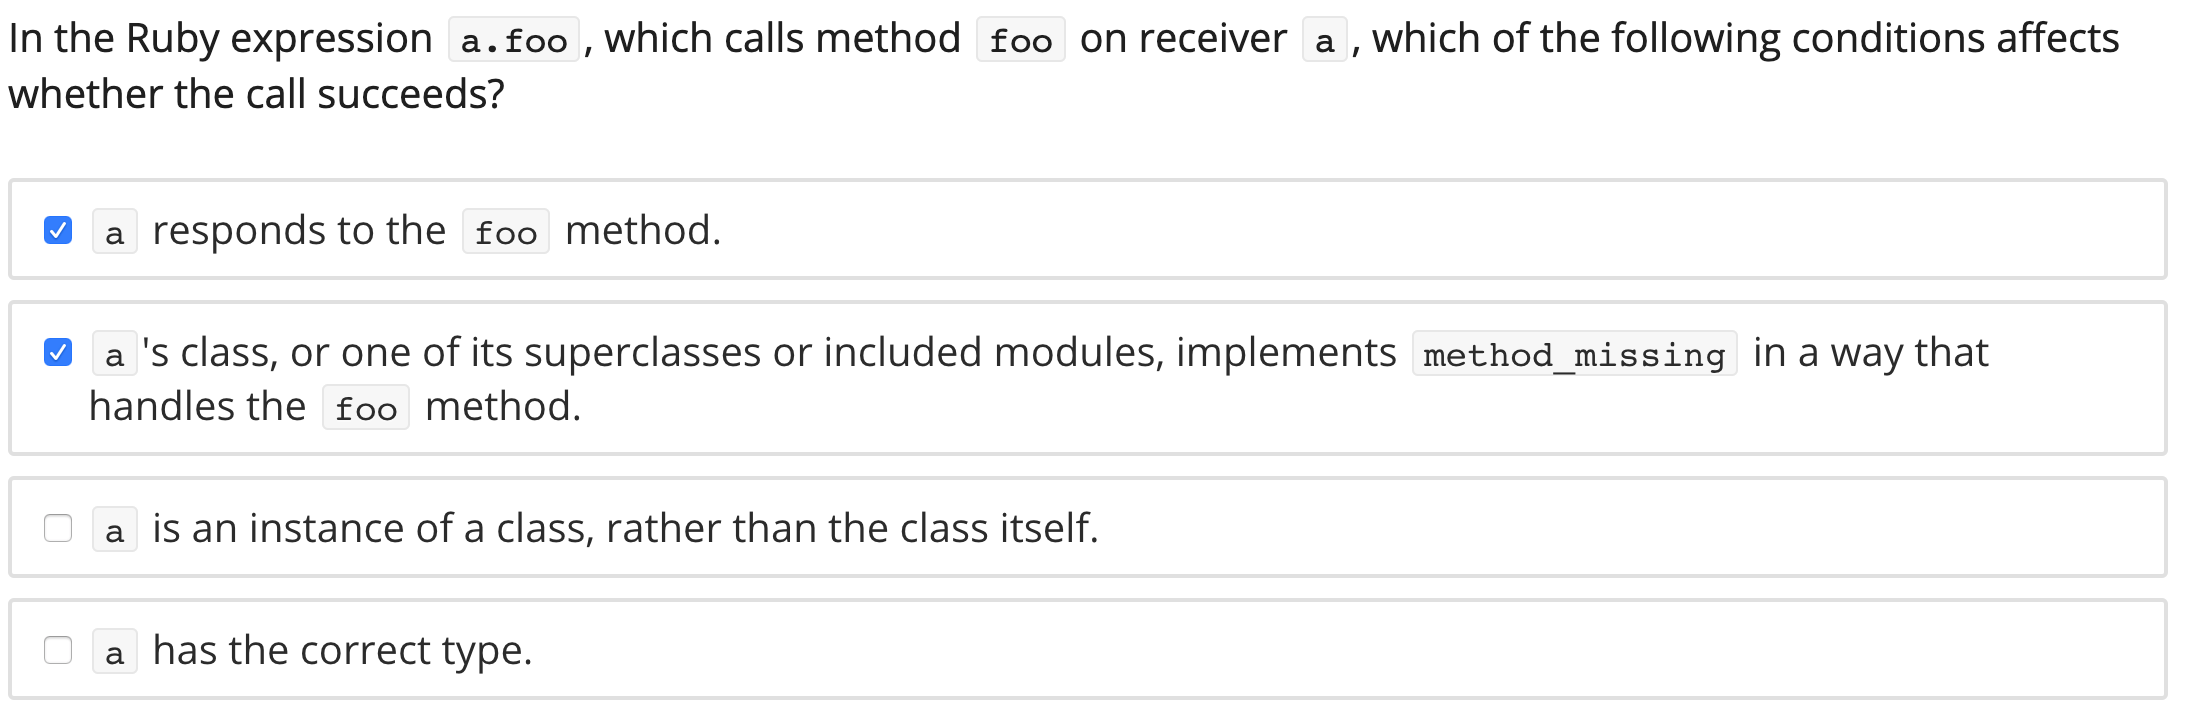 In the Ruby expression a.foo, which calls method foo on receiver a, which of the following conditions affects
whether the call succeeds?
a responds to the foo method.
a's class, or one of its superclasses or included modules, implements method_missing in a way that
handles the foo method.
a is an instance of a class, rather than the class itself.
a has the correct type.